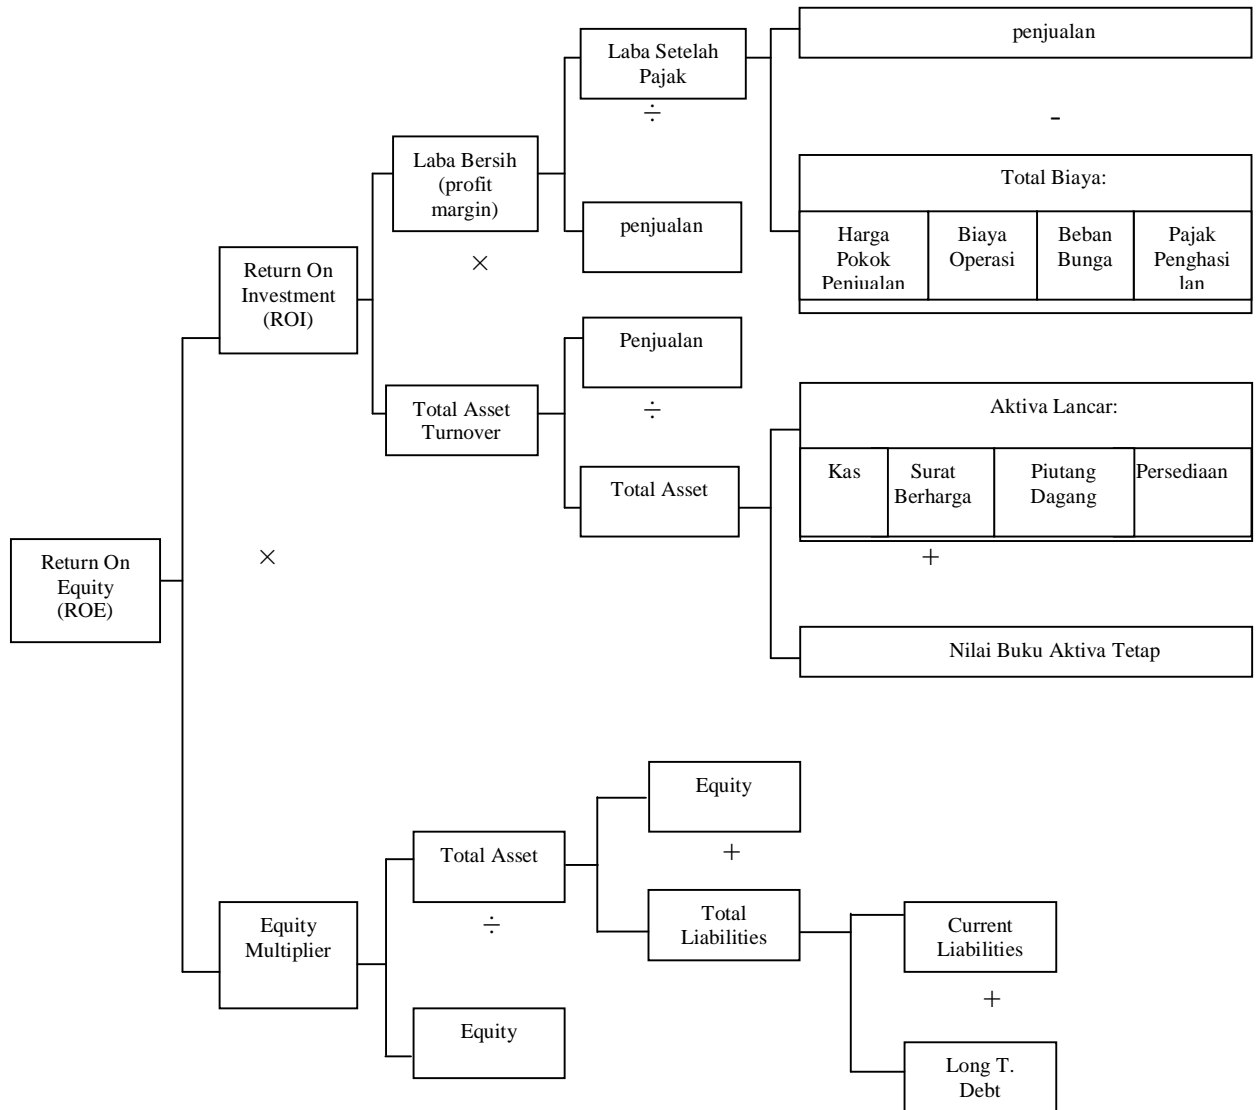 penjualan
Laba Setelah
Pajak
÷
-
Laba Bersih
(profit
margin)
Total Biaya:
penjualan
Harga
Pokok
Penjualan
Biaya
Operasi
Beban
Bunga
Pajak
Penghasi
lan
×
Return On
Investment
(ROI)
Penjualan
÷
Total Asset
Turnover
Aktiva Lancar:
Total Asset
Kas
Surat
Berharga
Piutang
Dagang
Persediaan
+
Return On
Equity
(ROE)
×
Nilai Buku Aktiva Tetap
Equity
+
Total Asset
÷
Total
Liabilities
Equity
Multiplier
Current
Liabilities
+
Equity
Long T.
Debt